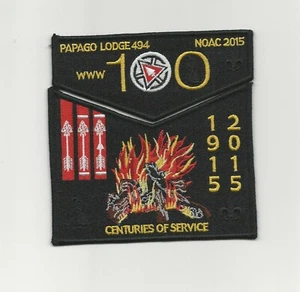 PAPAGO LODGE 494 NOAC 2015
WWW 100
1915 2015
CENTURIES OF SERVICE